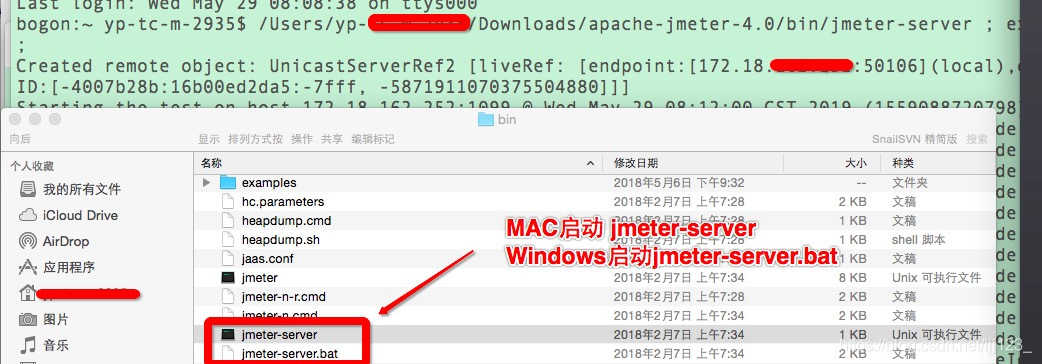 Last login: Wed May 29 08:08:38 on ttys000
bogon:~ yp-tc-m-2935$ /Users/yp- /Downloads/apache-jmeter-4.0/bin/jmeter-server ; ex
;
Created remote object: UnicastServerRef2 [liveRef: [endpoint:[172.18. :50106](local),o
ID:[-4007b28b:16b00ed2da5:-7fff, -5871911070375504880]]]
Starting the test on host 172.18.162.252:1099 @ Wed May 29 08:12:00 CST 2019 (1559088720798
bin
向后 显示 排列方式按 操作 共享 编辑标记 SnailSVN 精简版 搜索
个人收藏
我的所有文件
iCloud Drive
AirDrop
应用程序
图片
音乐
名称 修改日期 大小 种类
examples 2018年5月6日 下午9:32 -- 文件夹
hc.parameters 2018年2月7日 上午7:28 2 KB 文稿
heapdump.cmd 2018年2月7日 上午7:28 1 KB 文稿
heapdump.sh 2018年2月7日 上午7:28 1 KB shell 脚本
jaas.conf 2018年2月7日 上午7:28 2 KB 文稿
jmeter 2018年2月7日 上午7:34 8 KB Unix 可执行文件
jmeter-n-r.cmd 2018年2月7日 上午7:28 2 KB 文稿
jmeter-n.cmd 2018年2月7日 上午7:28 2 KB 文稿
jmeter-server 2018年2月7日 上午7:34 1 KB Unix 可执行文件
jmeter-server.bat 2018年2月7日 上午7:34 2 KB 文稿
MAC启动 jmeter-server
Windows启动jmeter-server.bat
de
de
de
de
de
de
de
de
de
de
de